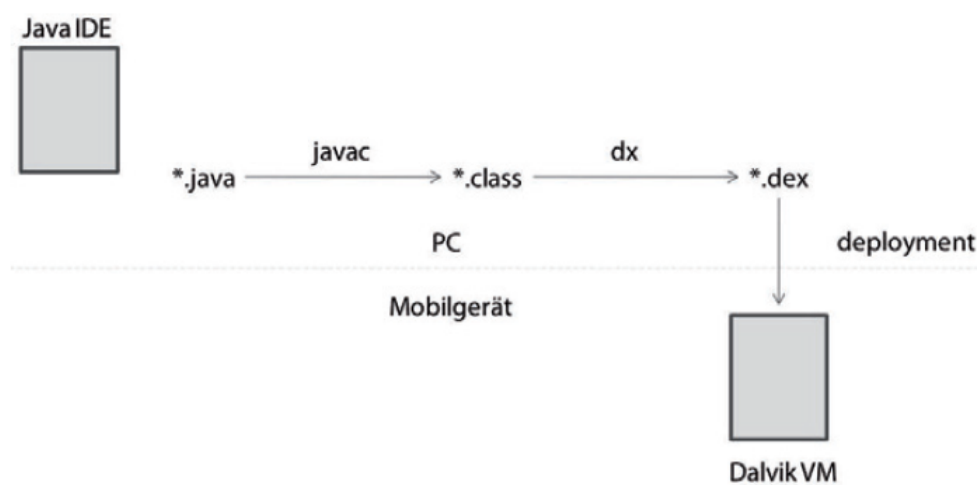 Java IDE
javac
dx
*.java
*.class
*.dex
PC
deployment
Mobilgerät
Dalvik VM